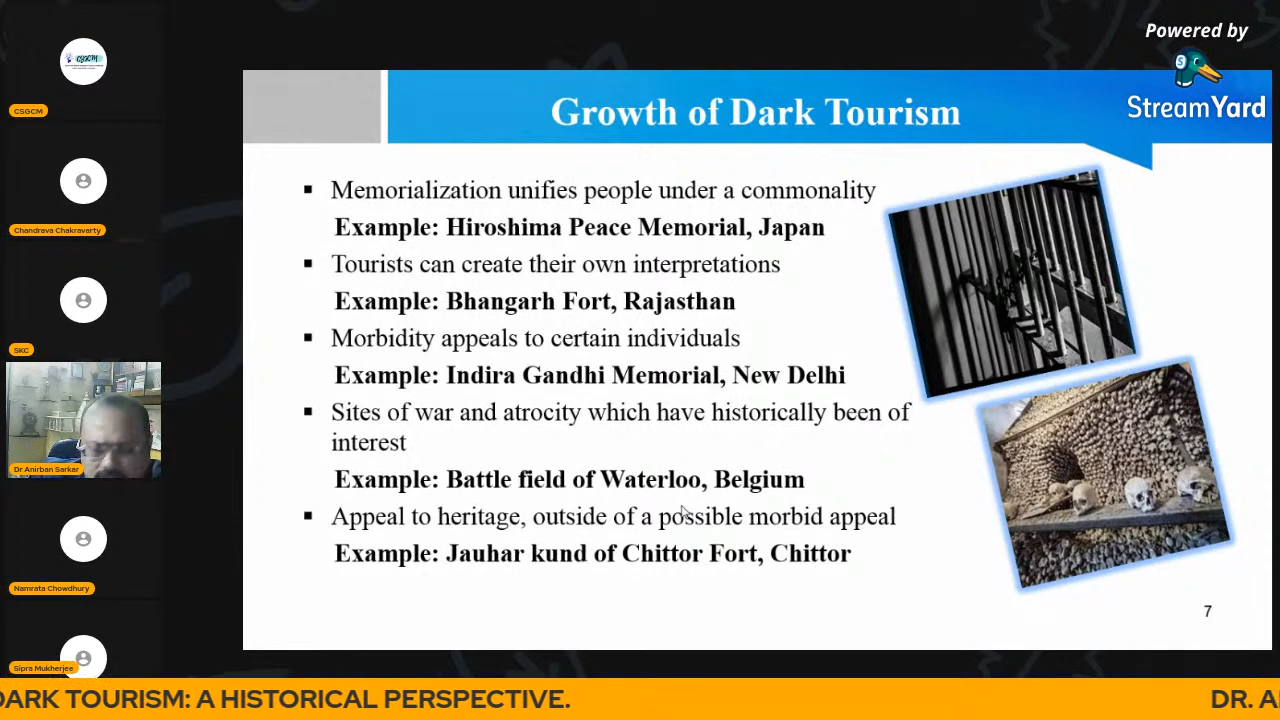 Powered by
StreamYard
CSGCM
CSGCM
Chandrava Chakravarty
SKC
Dr Anirban Sarkar
Namrata Chowdhury
Sipra Mukherjee
Growth of Dark Tourism
▪ Memorialization unifies people under a commonality
Example: Hiroshima Peace Memorial, Japan
▪ Tourists can create their own interpretations
Example: Bhangarh Fort, Rajasthan
▪ Morbidity appeals to certain individuals
Example: Indira Gandhi Memorial, New Delhi
▪ Sites of war and atrocity which have historically been of
interest
Example: Battle field of Waterloo, Belgium
▪ Appeal to heritage, outside of a possible morbid appeal
Example: Jauhar kund of Chittor Fort, Chittor
7
DARK TOURISM: A HISTORICAL PERSPECTIVE.
DR. A